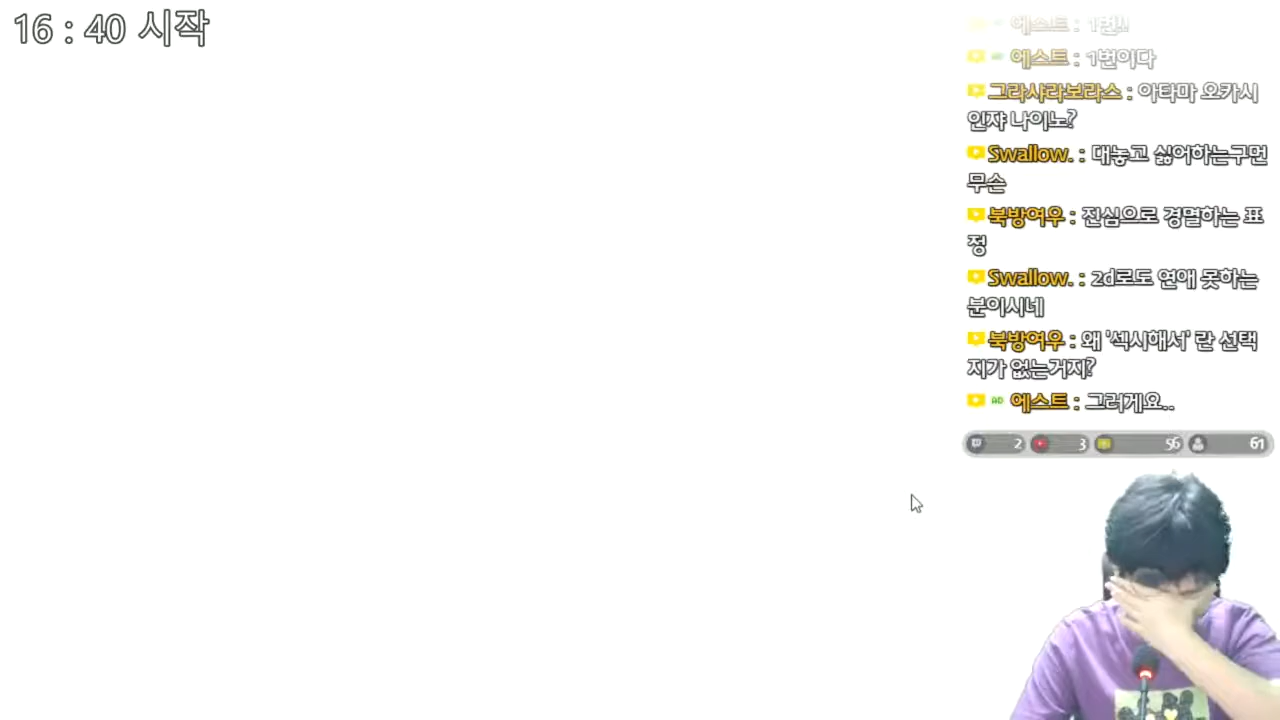 16 : 40 시작
에스트 : 1번!!
에스트 : 1번이다
그라샤라보라스 : 아타마 오카시
인쟈 나이노?
Swallow. : 대놓고 싫어하는구먼
무슨
북방여우 : 진심으로 경멸하는 표
정
Swallow. : 2d로도 연애 못하는
분이시네
북방여우 : 왜 '섹시해서' 란 선택
지가 없는거지?
AD 에스트 : 그러게요..
2 3 56 61